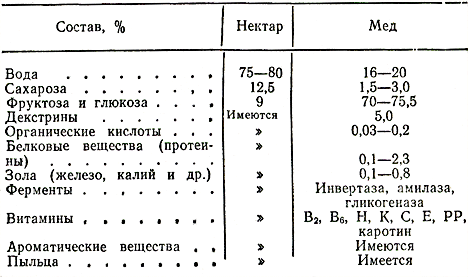 Состав, % Нектар Мед
Вода . . . . . . . . . 75—80 16—20
Сахароза . . . . . . . . 12,5 1,5—3,0
Фруктоза и глюкоза . . . . 9 70—75,5
Декстрины . . . . . . . Имеются 5,0
Органические кислоты . . . » 0,03—0,2
Белковые вещества (протеи- »
ны) . . . . . . . . . . 0,1—2,3
Зола (железо, калий и др.) » 0,1—0,8
Ферменты . . . . . . . . » Инвертаза, амилаза,
гликогеназа
Витамины . . . . . . . . » B₂, B₆, H, K, C, E, PP,
каротин
Ароматические вещества . . » Имеются
Пыльца . . . . . . . . » Имеется